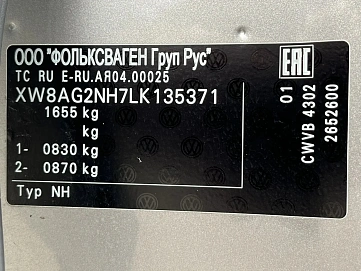 ООО "ФОЛЬКСВАГЕН Груп Рус"
TC RU E-RU.АЯ04.00025
XW8AG2NH7LK135371
1655 kg
kg
1- 0830 kg
2- 0870 kg
Typ NH
EAC
01
CWVB 4302
2652600